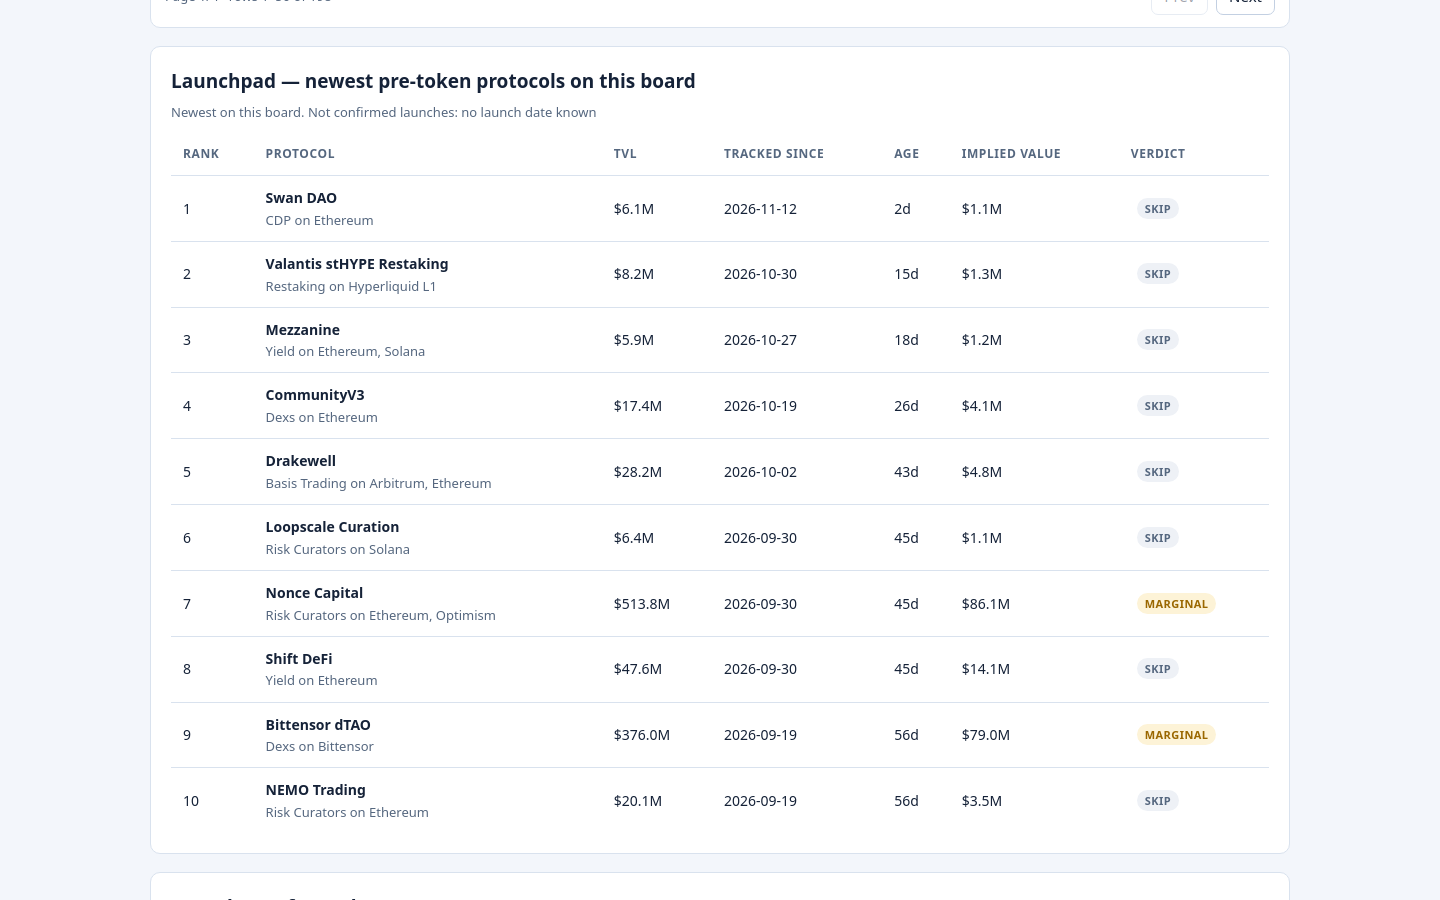 Launchpad — newest pre-token protocols on this board
Newest on this board. Not confirmed launches: no launch date known
RANK PROTOCOL TVL TRACKED SINCE AGE IMPLIED VALUE VERDICT
1 Swan DAO $6.1M 2026-11-12 2d $1.1M SKIP
CDP on Ethereum
2 Valantis stHYPE Restaking $8.2M 2026-10-30 15d $1.3M SKIP
Restaking on Hyperliquid L1
3 Mezzanine $5.9M 2026-10-27 18d $1.2M SKIP
Yield on Ethereum, Solana
4 CommunityV3 $17.4M 2026-10-19 26d $4.1M SKIP
Dexs on Ethereum
5 Drakewell $28.2M 2026-10-02 43d $4.8M SKIP
Basis Trading on Arbitrum, Ethereum
6 Loopscale Curation $6.4M 2026-09-30 45d $1.1M SKIP
Risk Curators on Solana
7 Nonce Capital $513.8M 2026-09-30 45d $86.1M MARGINAL
Risk Curators on Ethereum, Optimism
8 Shift DeFi $47.6M 2026-09-30 45d $14.1M SKIP
Yield on Ethereum
9 Bittensor dTAO $376.0M 2026-09-19 56d $79.0M MARGINAL
Dexs on Bittensor
10 NEMO Trading $20.1M 2026-09-19 56d $3.5M SKIP
Risk Curators on Ethereum